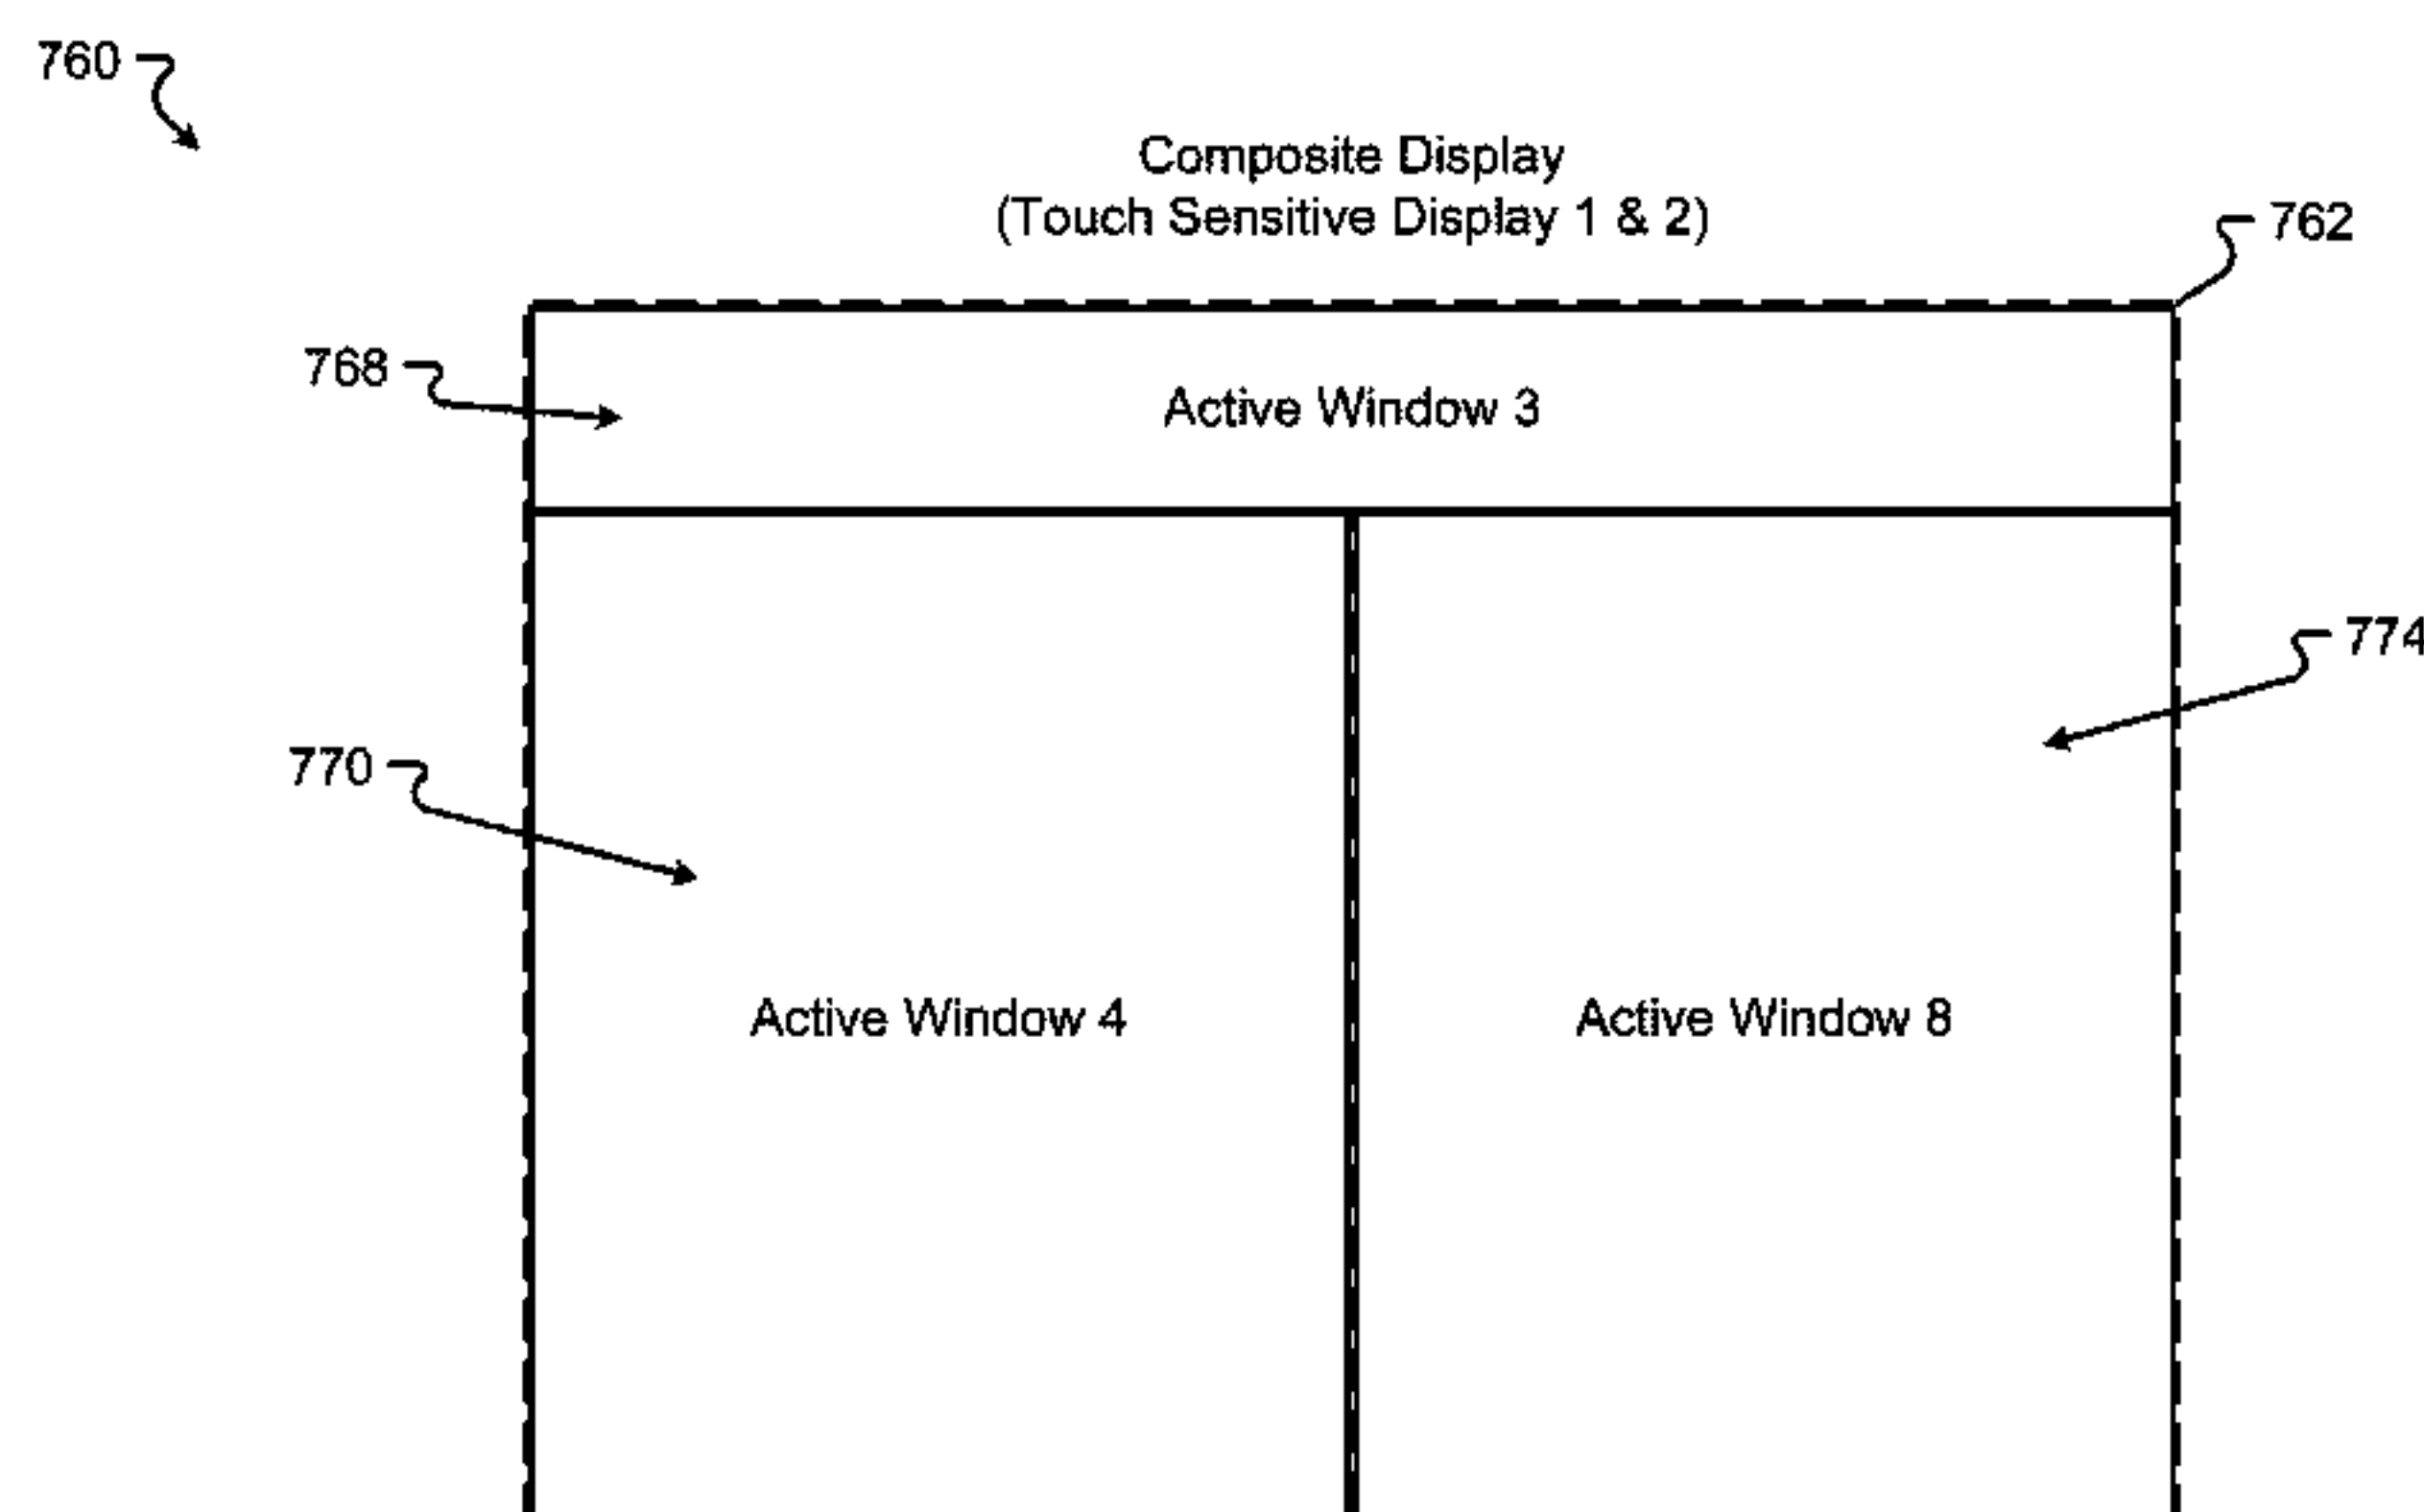 760
Composite Display
(Touch Sensitive Display 1 & 2)
762
768
Active Window 3
774
770
Active Window 4
Active Window 8